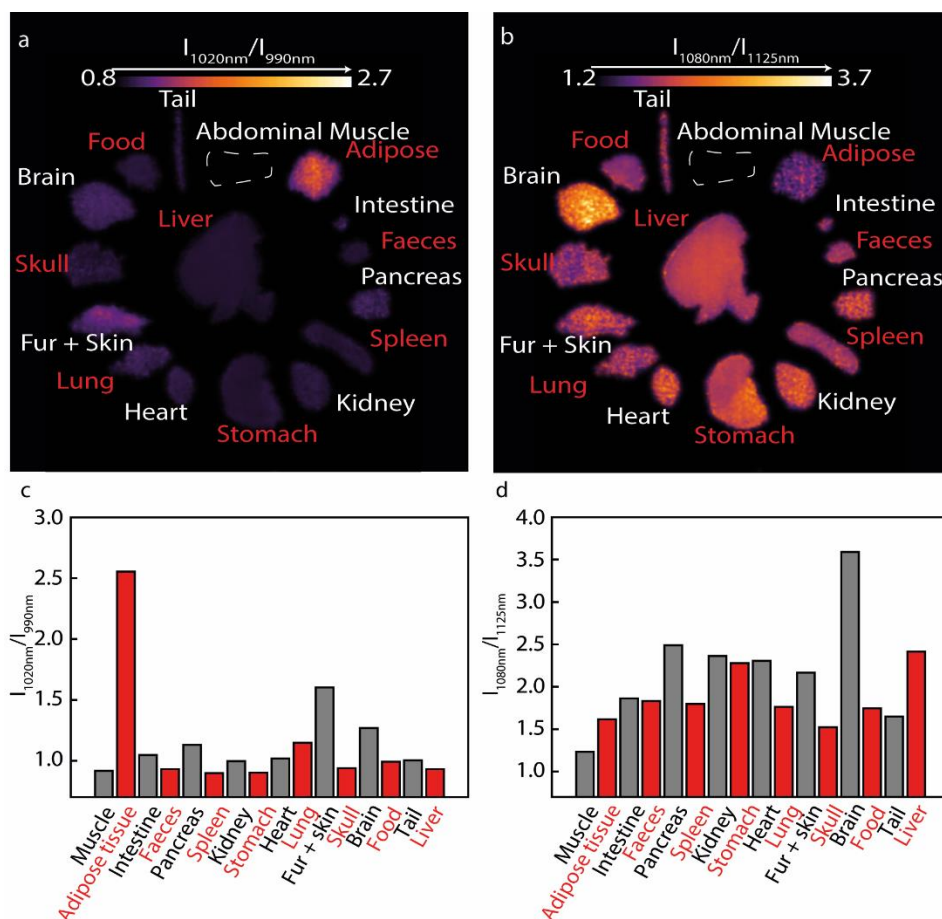 a
I1020nm/I990nm
0.8
2.7
Tail
Abdominal Muscle
Food
Adipose
Brain
Intestine
Liver
Faeces
Skull
Pancreas
Fur + Skin
Spleen
Lung
Heart
Kidney
Stomach
b
I1080nm/I1125nm
1.2
3.7
Tail
Abdominal Muscle
Food
Adipose
Brain
Intestine
Liver
Faeces
Skull
Pancreas
Fur + Skin
Spleen
Lung
Heart
Kidney
Stomach
c
3.0
2.5
2.0
1.5
1.0
I1020nm/I990nm
Muscle
Adipose tissue
Intestine
Faeces
Pancreas
Spleen
Kidney
Stomach
Heart
Lung
Fur + skin
Skull
Brain
Food
Tail
Liver
d
4.0
3.5
3.0
2.5
2.0
1.5
1.0
I1080nm/I1125nm
Muscle
Adipose tissue
Intestine
Faeces
Pancreas
Spleen
Kidney
Stomach
Heart
Lung
Fur + skin
Skull
Brain
Food
Tail
Liver